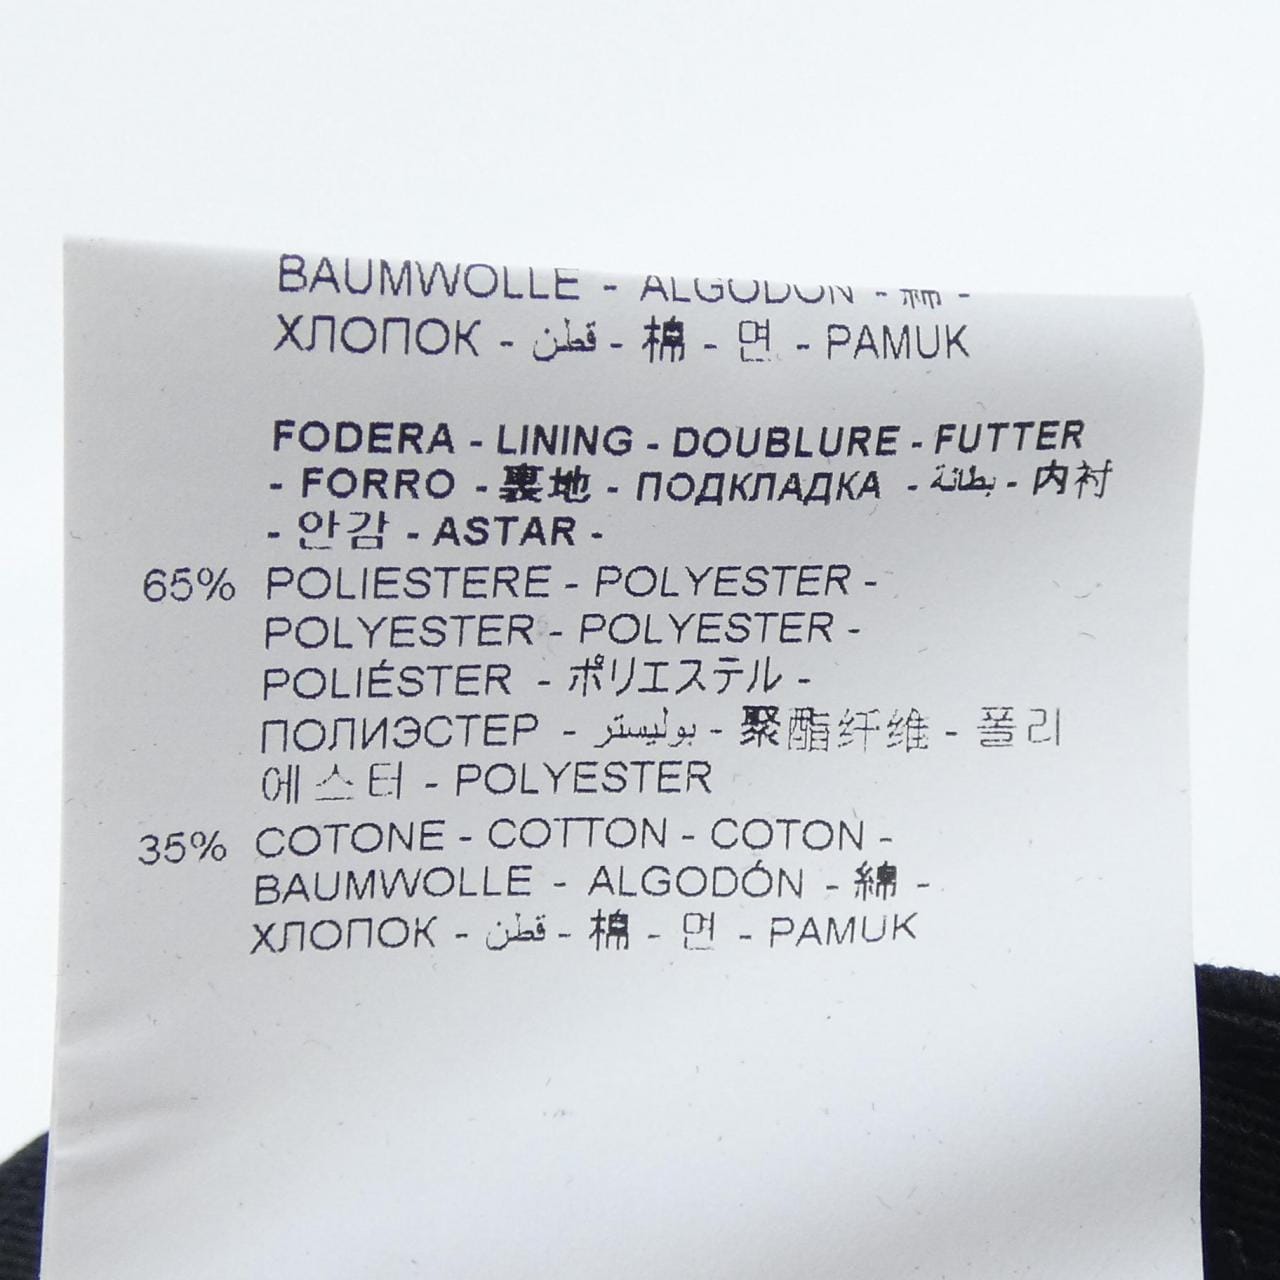 BAUMWOLLE - ALGODÓN - 綿 -
ХЛОПОК - قطن - 棉 - 면 - PAMUK
FODERA - LINING - DOUBLURE - FUTTER
- FORRO - 裏地 - ПОДКЛАДКА - بطانة - 内衬
- 안감 - ASTAR -
65% POLIESTERE - POLYESTER -
POLYESTER - POLYESTER -
POLIÉSTER - ポリエステル -
ПОЛИЭСТЕР - بوليستر - 聚酯纤维 - 폴리
에스터 - POLYESTER
35% COTONE - COTTON - COTON -
BAUMWOLLE - ALGODÓN - 綿 -
ХЛОПОК - قطن - 棉 - 면 - PAMUK